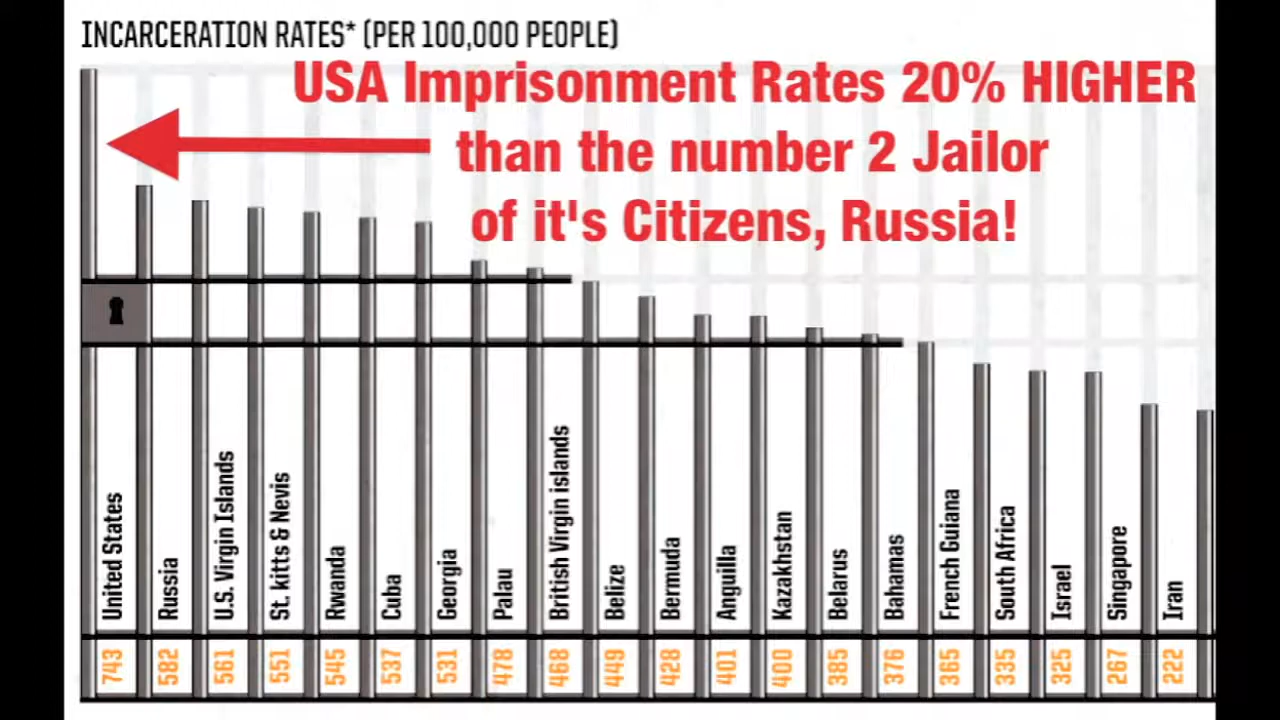 INCARCERATION RATES* (PER 100,000 PEOPLE)
USA Imprisonment Rates 20% HIGHER
than the number 2 Jailor
of it's Citizens, Russia!
United States
Russia
U.S. Virgin Islands
St. kitts & Nevis
Rwanda
Cuba
Georgia
Palau
British Virgin islands
Belize
Bermuda
Anguilla
Kazakhstan
Belarus
Bahamas
French Guiana
South Africa
Israel
Singapore
Iran
743
582
561
551
545
537
531
478
468
449
428
401
400
385
376
365
335
325
267
222